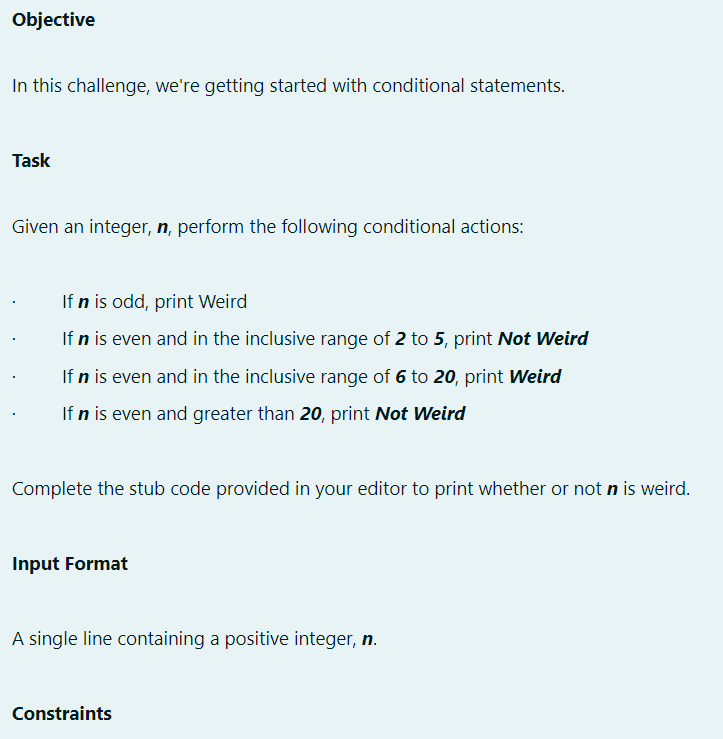 Objective
In this challenge, we're getting started with conditional statements.
Task
Given an integer, n, perform the following conditional actions:
· If n is odd, print Weird
· If n is even and in the inclusive range of 2 to 5, print Not Weird
· If n is even and in the inclusive range of 6 to 20, print Weird
· If n is even and greater than 20, print Not Weird
Complete the stub code provided in your editor to print whether or not n is weird.
Input Format
A single line containing a positive integer, n.
Constraints